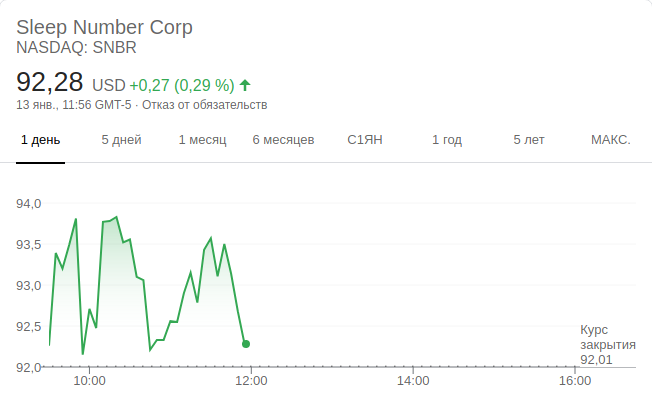 Sleep Number Corp
NASDAQ: SNBR
92,28 USD +0,27 (0,29 %)
13 янв., 11:56 GMT-5 · Отказ от обязательств
1 день 5 дней 1 месяц 6 месяцев С1ЯН 1 год 5 лет МАКС.
94,0
93,5
93,0
92,5
92,0
Курс
закрытия
92,01
10:00 12:00 14:00 16:00